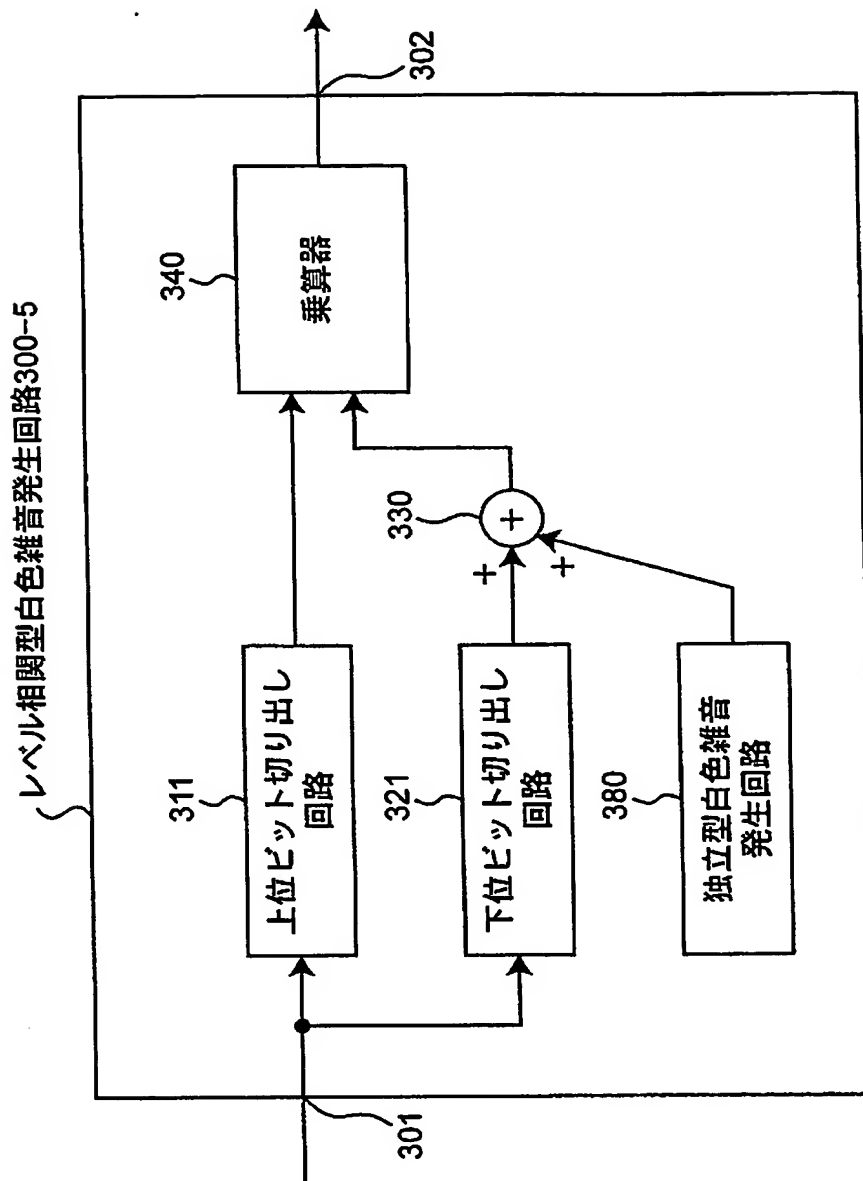 レベル相関型白色雑音発生回路300-5
301
311
上位ビット切り出し
回路
321
下位ビット切り出し
回路
380
独立型白色雑音
発生回路
330
+
+
+
340
乗算器
302